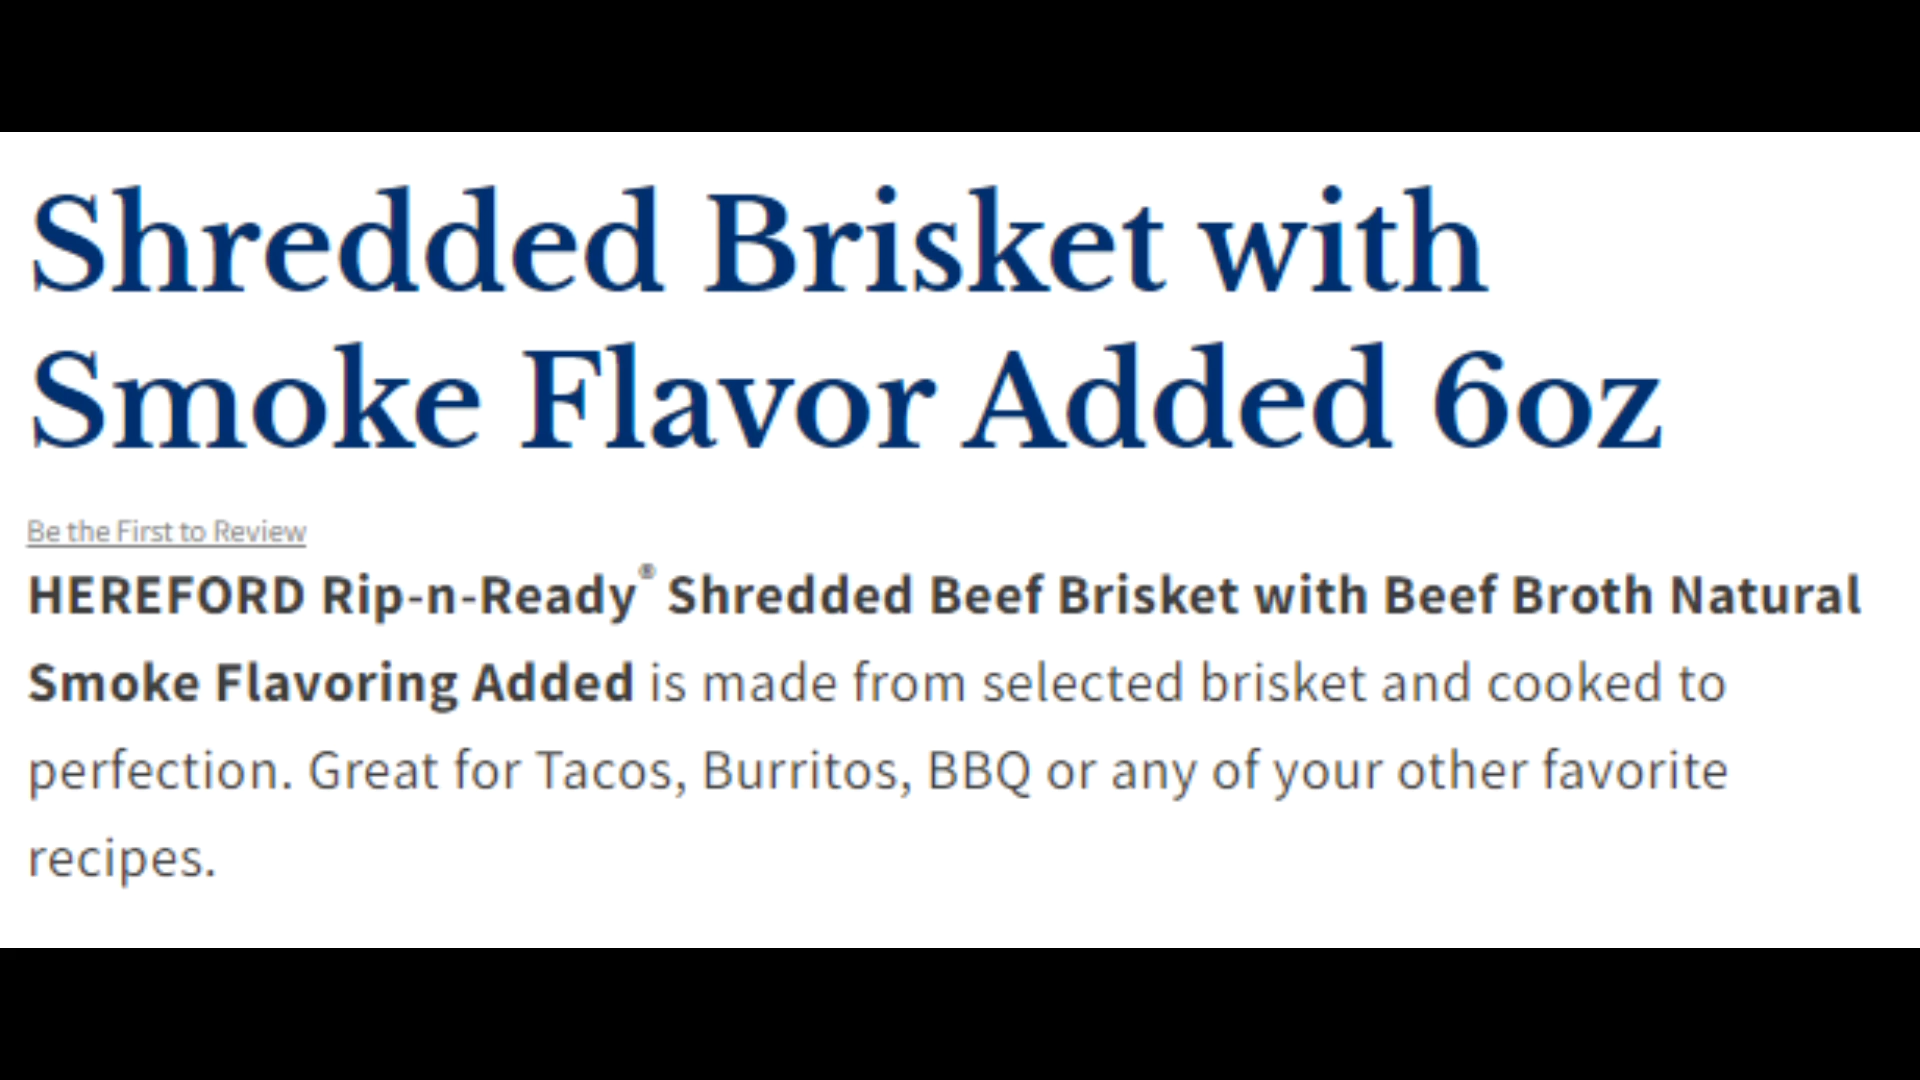 Shredded Brisket with
Smoke Flavor Added 6oz
Be the First to Review
HEREFORD Rip-n-Ready® Shredded Beef Brisket with Beef Broth Natural
Smoke Flavoring Added is made from selected brisket and cooked to
perfection. Great for Tacos, Burritos, BBQ or any of your other favorite
recipes.